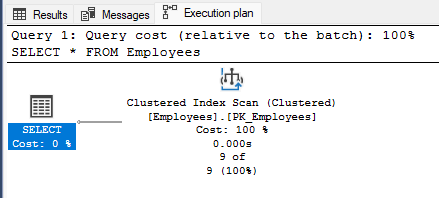 Results Messages Execution plan
Query 1: Query cost (relative to the batch): 100%
SELECT * FROM Employees
Clustered Index Scan (Clustered)
[Employees].[PK_Employees]
Cost: 100 %
0.000s
9 of
9 (100%)
SELECT
Cost: 0 %